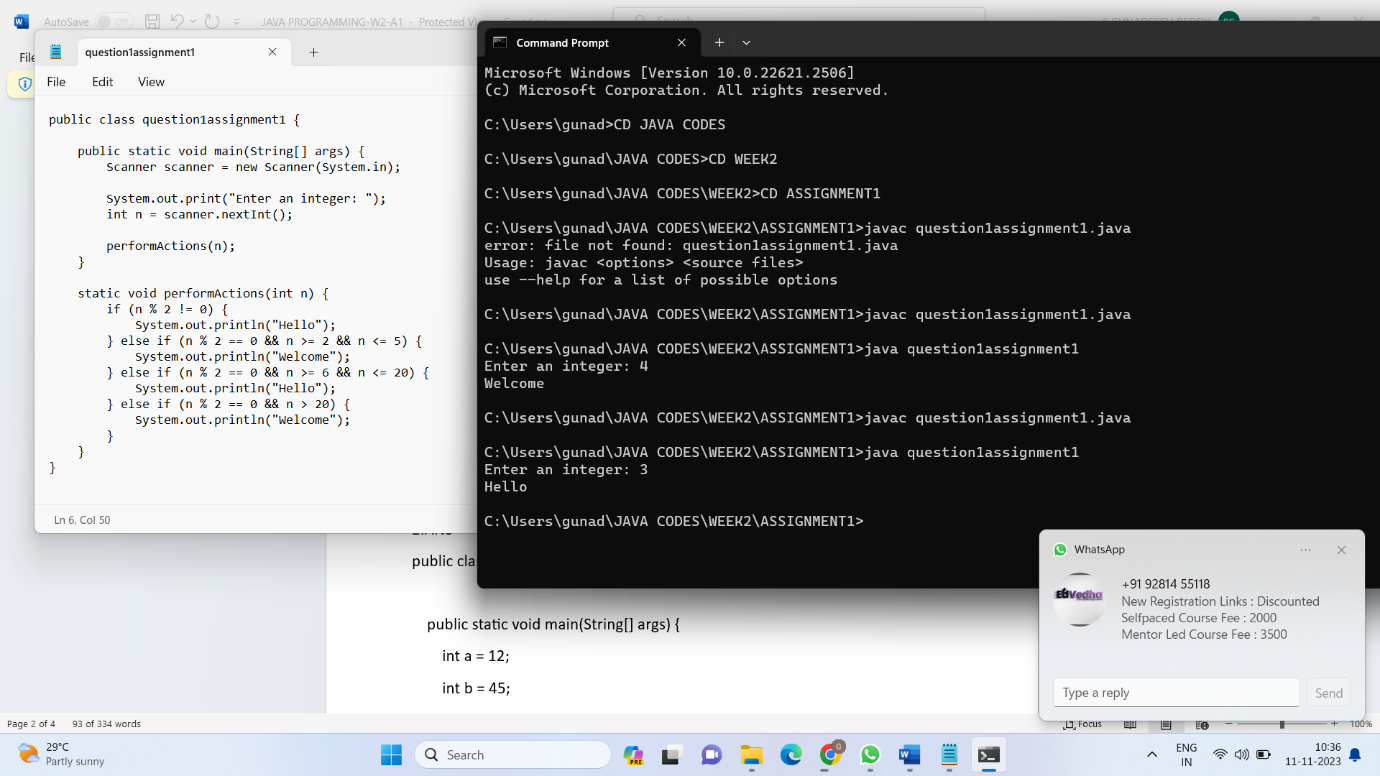 AutoSave Off JAVA PROGRAMMING-W2-A1 - Protected Search
File
question1assignment1
File Edit View
public class question1assignment1 {
public static void main(String[] args) {
Scanner scanner = new Scanner(System.in);
System.out.print("Enter an integer: ");
int n = scanner.nextInt();
performActions(n);
}
static void performActions(int n) {
if (n % 2 != 0) {
System.out.println("Hello");
} else if (n % 2 == 0 && n >= 2 && n <= 5) {
System.out.println("Welcome");
} else if (n % 2 == 0 && n >= 6 && n <= 20) {
System.out.println("Hello");
} else if (n % 2 == 0 && n > 20) {
System.out.println("Welcome");
}
}
}
Ln 6, Col 50
Command Prompt
Microsoft Windows [Version 10.0.22621.2506]
(c) Microsoft Corporation. All rights reserved.
C:\Users\gunad>CD JAVA CODES
C:\Users\gunad\JAVA CODES>CD WEEK2
C:\Users\gunad\JAVA CODES\WEEK2>CD ASSIGNMENT1
C:\Users\gunad\JAVA CODES\WEEK2\ASSIGNMENT1>javac question1assignment1.java
error: file not found: question1assignment1.java
Usage: javac <options> <source files>
use --help for a list of possible options
C:\Users\gunad\JAVA CODES\WEEK2\ASSIGNMENT1>javac question1assignment1.java
C:\Users\gunad\JAVA CODES\WEEK2\ASSIGNMENT1>java question1assignment1
Enter an integer: 4
Welcome
C:\Users\gunad\JAVA CODES\WEEK2\ASSIGNMENT1>javac question1assignment1.java
C:\Users\gunad\JAVA CODES\WEEK2\ASSIGNMENT1>java question1assignment1
Enter an integer: 3
Hello
C:\Users\gunad\JAVA CODES\WEEK2\ASSIGNMENT1>
public cla
public static void main(String[] args) {
int a = 12;
int b = 45;
WhatsApp
EdVedha
+91 92814 55118
New Registration Links : Discounted
Selfpaced Course Fee : 2000
Mentor Led Course Fee : 3500
Type a reply Send
Page 2 of 4 93 of 334 words Focus 100%
29°C
Partly sunny
Search
PRE
G
ENG
IN
10:36
11-11-2023